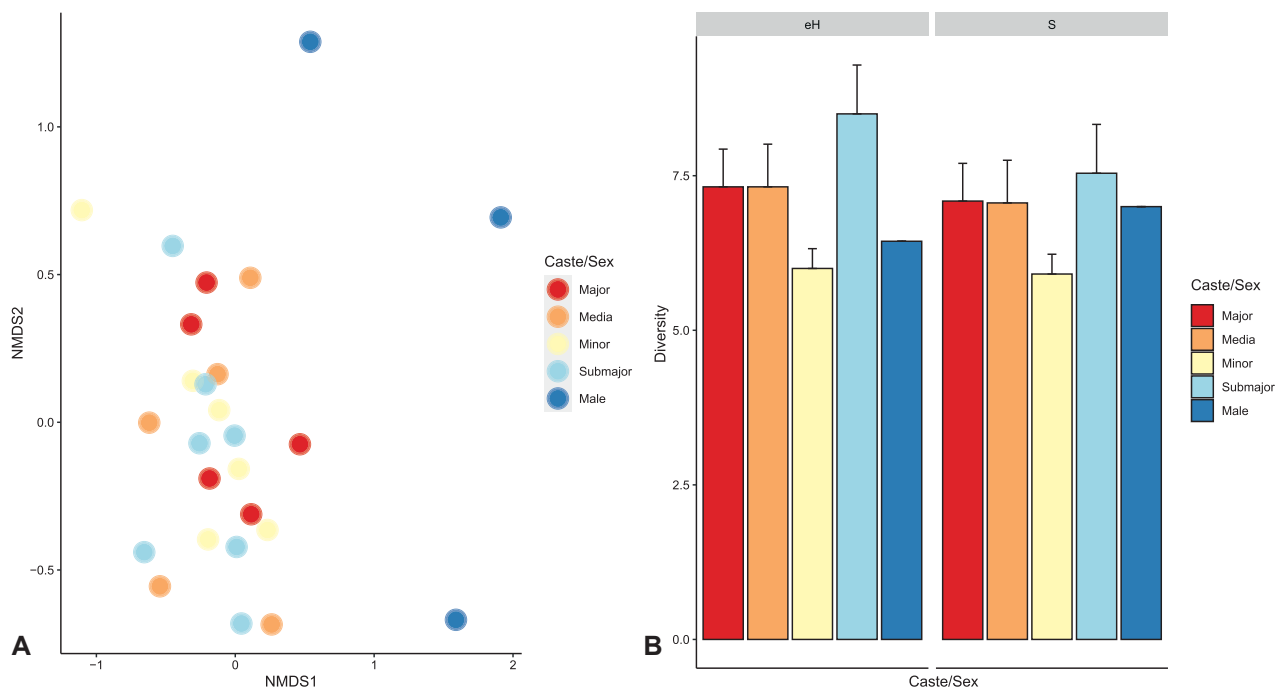 1.0
0.5
0.0
−0.5
NMDS2
−1
0
1
2
NMDS1
A
Caste/Sex
Major
Media
Minor
Submajor
Male
eH
S
7.5
5.0
2.5
0.0
Diversity
Caste/Sex
B
Caste/Sex
Major
Media
Minor
Submajor
Male